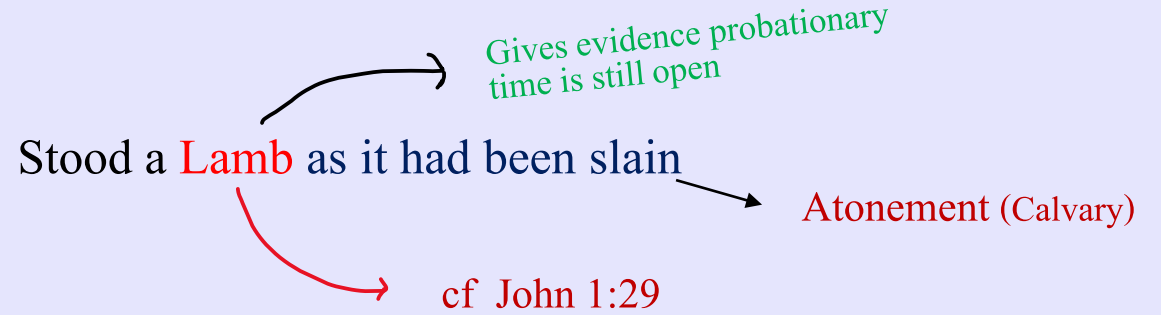 Gives evidence probationary
time is still open
Stood a Lamb as it had been slain
Atonement (Calvary)
cf John 1:29